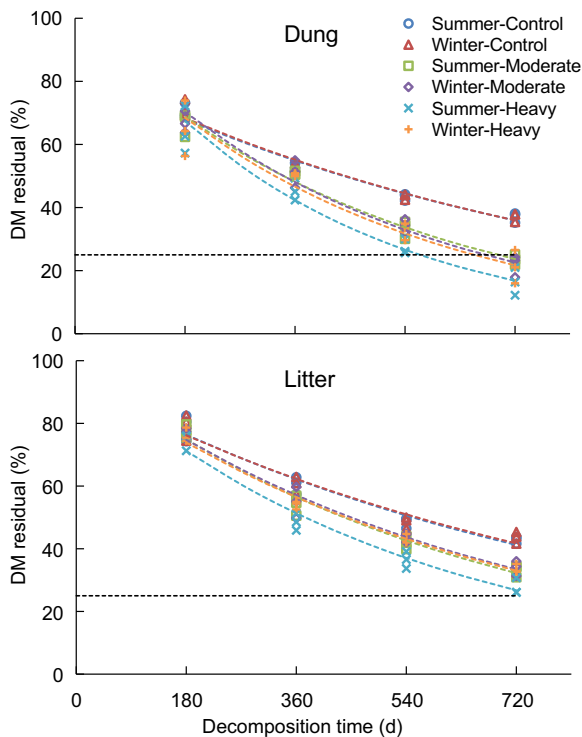 Dung
Summer-Control
Winter-Control
Summer-Moderate
Winter-Moderate
Summer-Heavy
Winter-Heavy
DM residual (%)
100
80
60
40
20
0
Litter
DM residual (%)
100
80
60
40
20
0
0 180 360 540 720
Decomposition time (d)